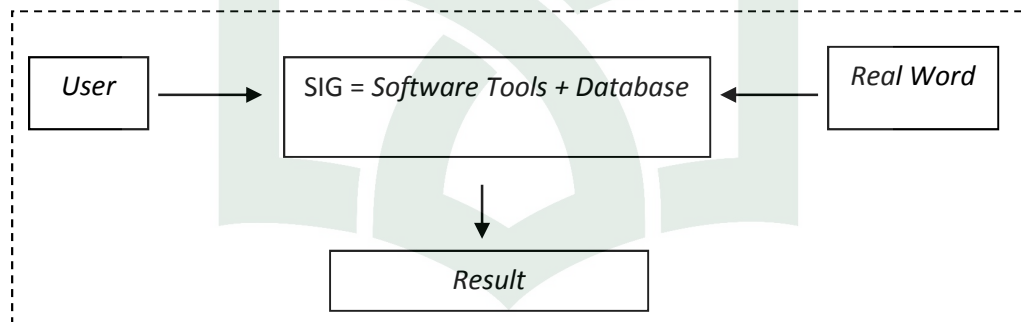 User
SIG = Software Tools + Database
Real Word
Result